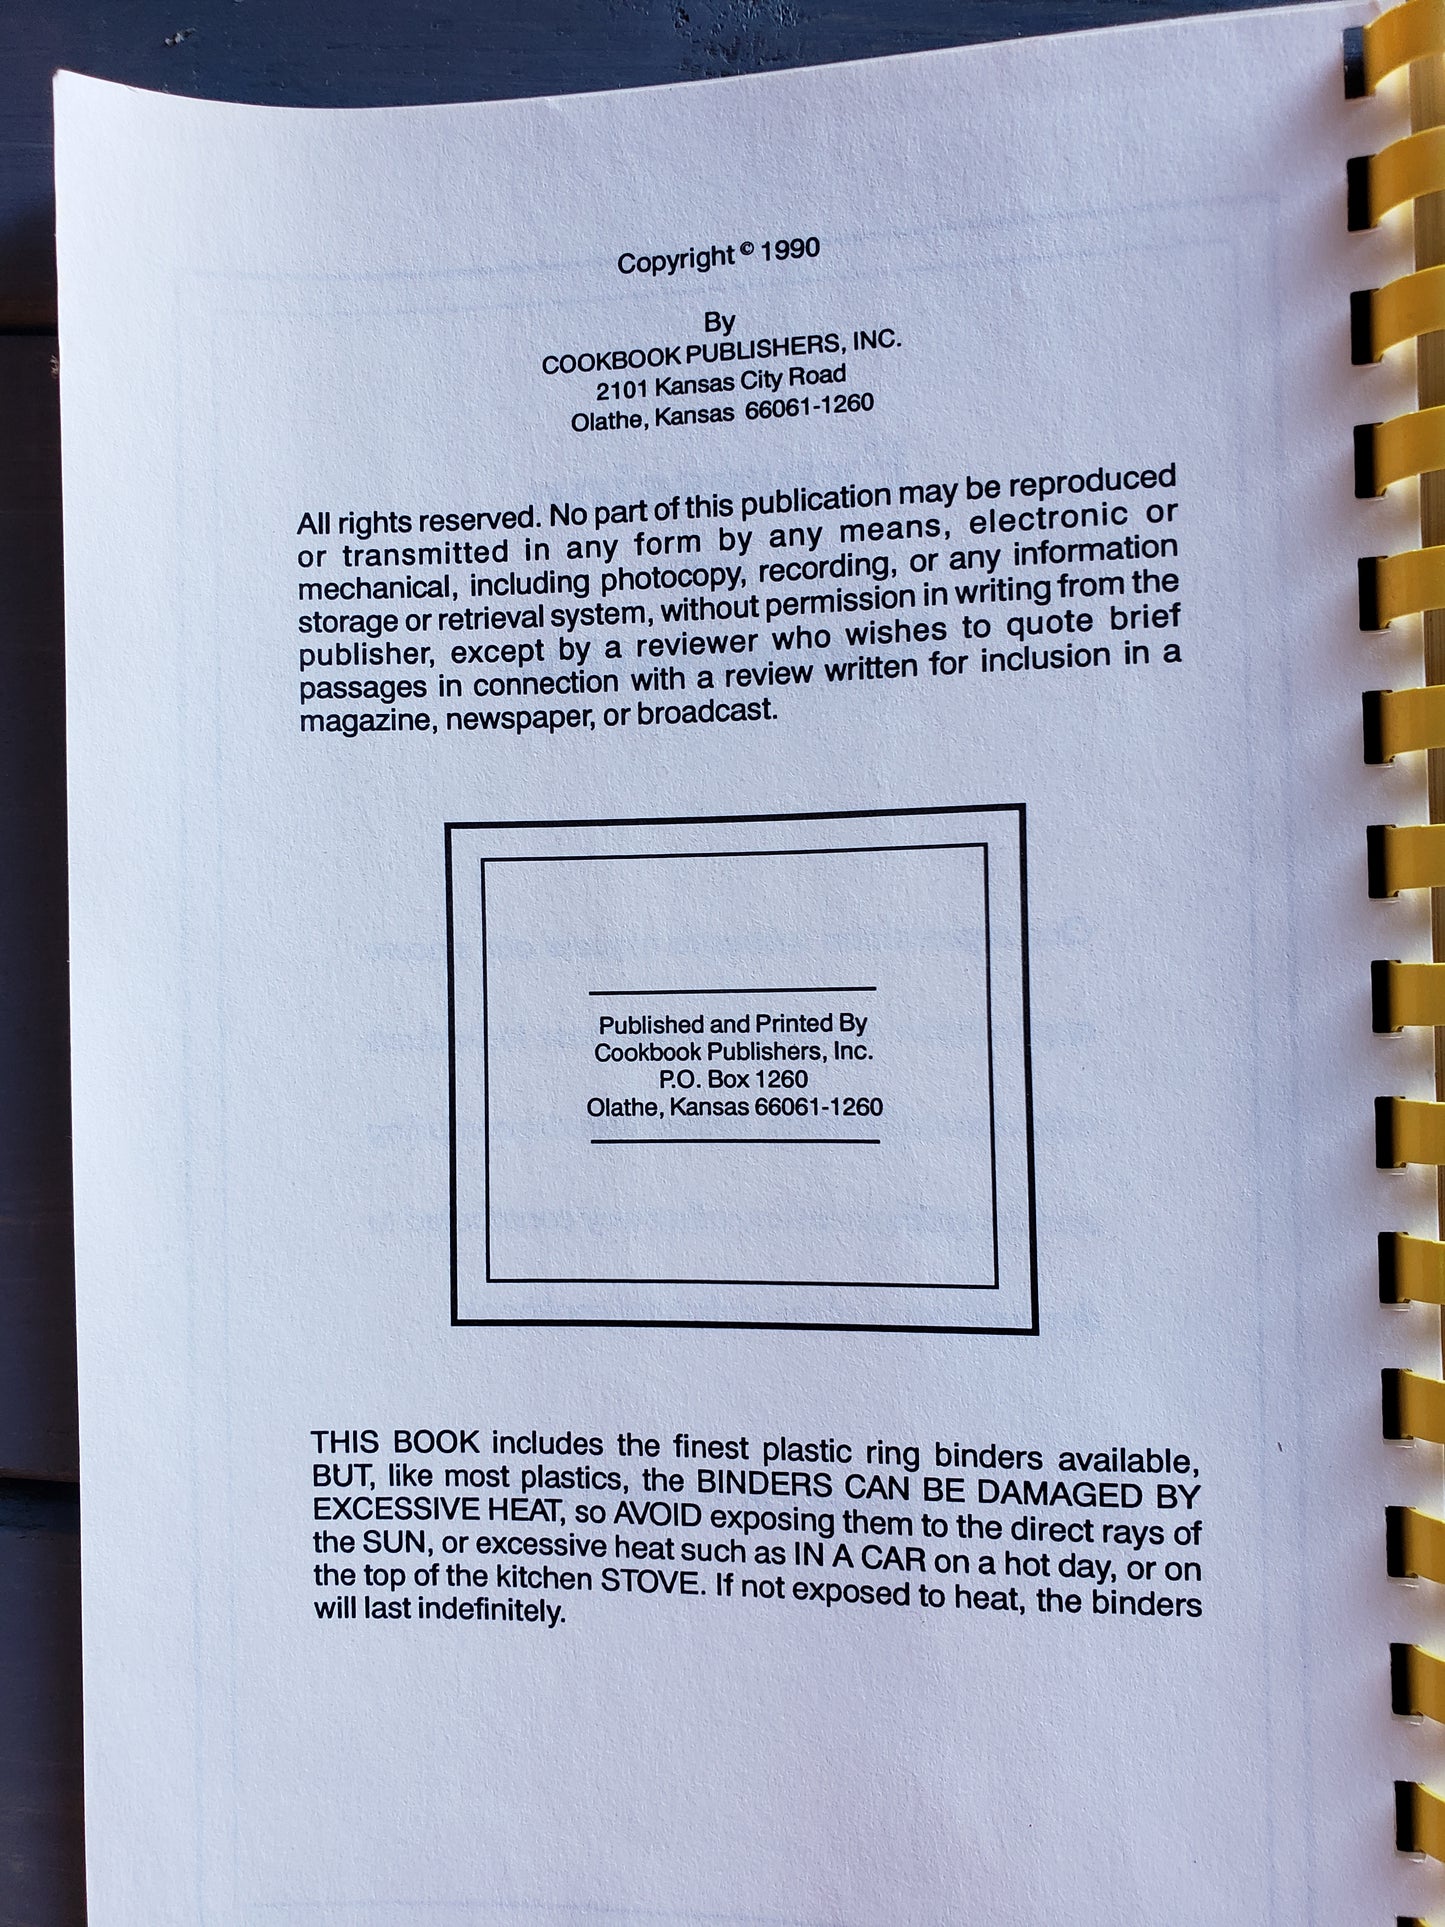 Copyright © 1990
By
COOKBOOK PUBLISHERS, INC.
2101 Kansas City Road
Olathe, Kansas 66061-1260
All rights reserved. No part of this publication may be reproduced
or transmitted in any form by any means, electronic or
mechanical, including photocopy, recording, or any information
storage or retrieval system, without permission in writing from the
publisher, except by a reviewer who wishes to quote brief
passages in connection with a review written for inclusion in a
magazine, newspaper, or broadcast.
Published and Printed By
Cookbook Publishers, Inc.
P.O. Box 1260
Olathe, Kansas 66061-1260
THIS BOOK includes the finest plastic ring binders available,
BUT, like most plastics, the BINDERS CAN BE DAMAGED BY
EXCESSIVE HEAT, so AVOID exposing them to the direct rays of
the SUN, or excessive heat such as IN A CAR on a hot day, or on
the top of the kitchen STOVE. If not exposed to heat, the binders
will last indefinitely.